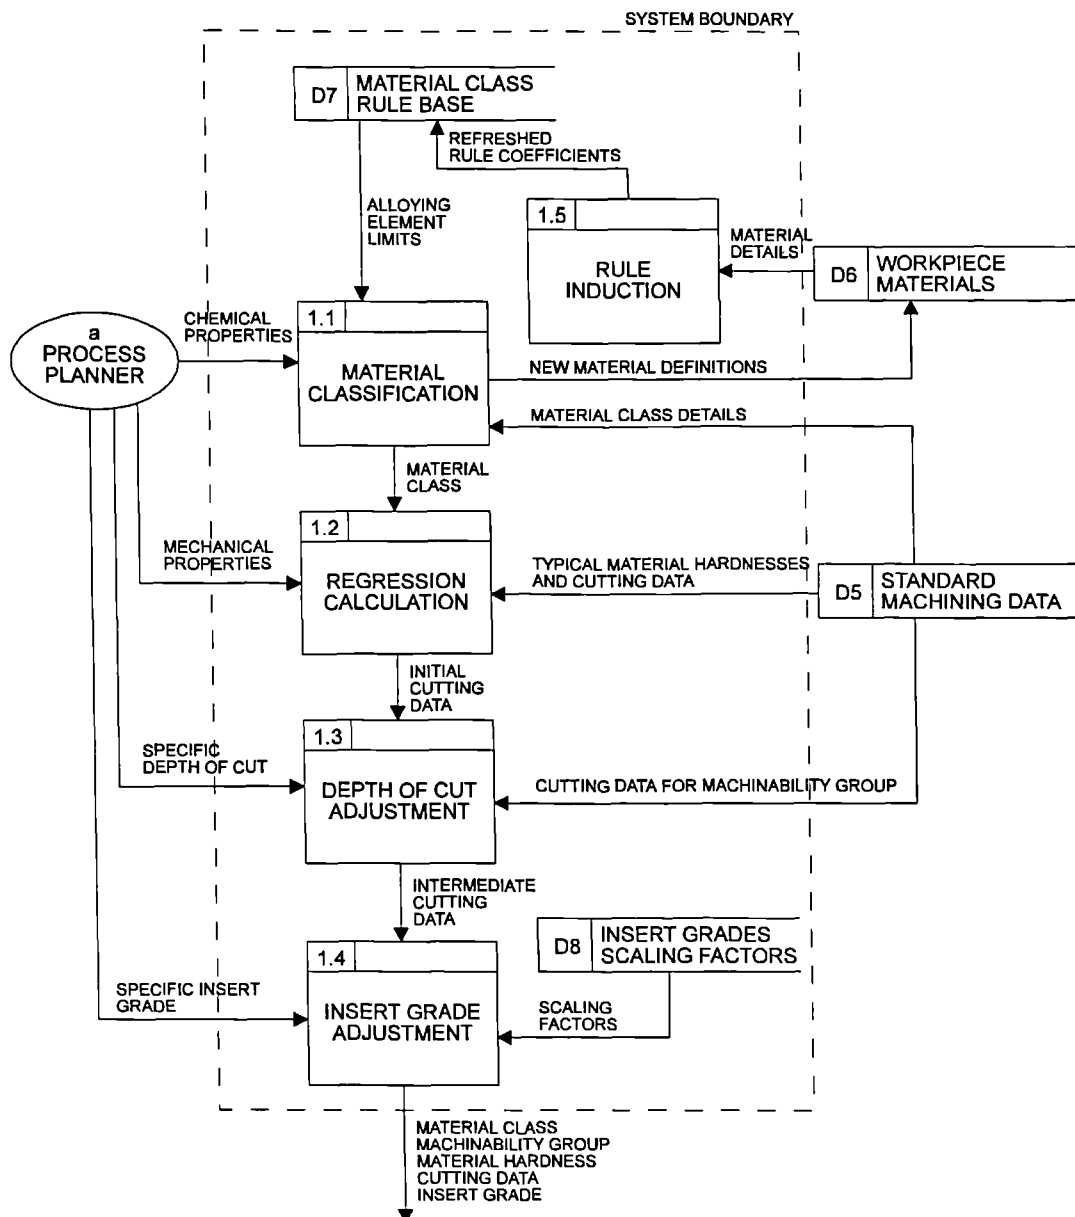 SYSTEM BOUNDARY
D7
MATERIAL CLASS
RULE BASE
REFRESHED
RULE COEFFICIENTS
ALLOYING
ELEMENT
LIMITS
1.5
RULE
INDUCTION
MATERIAL
DETAILS
D6
WORKPIECE
MATERIALS
a
PROCESS
PLANNER
CHEMICAL
PROPERTIES
1.1
MATERIAL
CLASSIFICATION
NEW MATERIAL DEFINITIONS
MATERIAL CLASS DETAILS
MATERIAL
CLASS
1.2
REGRESSION
CALCULATION
MECHANICAL
PROPERTIES
TYPICAL MATERIAL HARDNESSES
AND CUTTING DATA
D5
STANDARD
MACHINING DATA
INITIAL
CUTTING
DATA
1.3
DEPTH OF CUT
ADJUSTMENT
SPECIFIC
DEPTH OF CUT
CUTTING DATA FOR MACHINABILITY GROUP
INTERMEDIATE
CUTTING
DATA
D8
INSERT GRADES
SCALING FACTORS
1.4
INSERT GRADE
ADJUSTMENT
SPECIFIC INSERT
GRADE
SCALING
FACTORS
MATERIAL CLASS
MACHINABILITY GROUP
MATERIAL HARDNESS
CUTTING DATA
INSERT GRADE